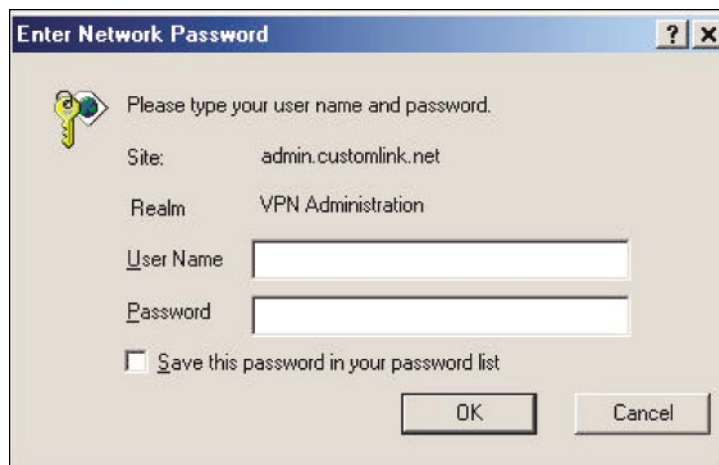 Enter Network Password
Please type your user name and password.
Site: admin.customlink.net
Realm VPN Administration
User Name
Password
Save this password in your password list
OK Cancel